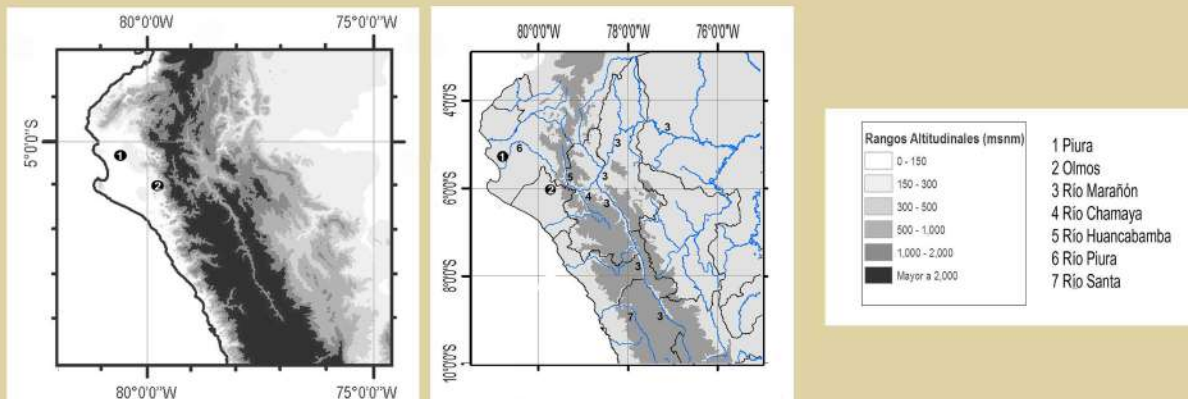 80°0'0"W 75°0'0"W
5°0'0"S
1
2
80°0'0"W 75°0'0"W
80°0'0"W 78°0'0"W 76°0'0"W
4°0'0"S
6°0'0"S
8°0'0"S
10°0'0"S
3
3
1
6
5
3
2
4
3
3
7
3
Rangos Altitudinales (msnm)
0 - 150
150 - 300
300 - 500
500 - 1,000
1,000 - 2,000
Mayor a 2,000
1 Piura
2 Olmos
3 Río Marañón
4 Río Chamaya
5 Río Huancabamba
6 Río Piura
7 Río Santa